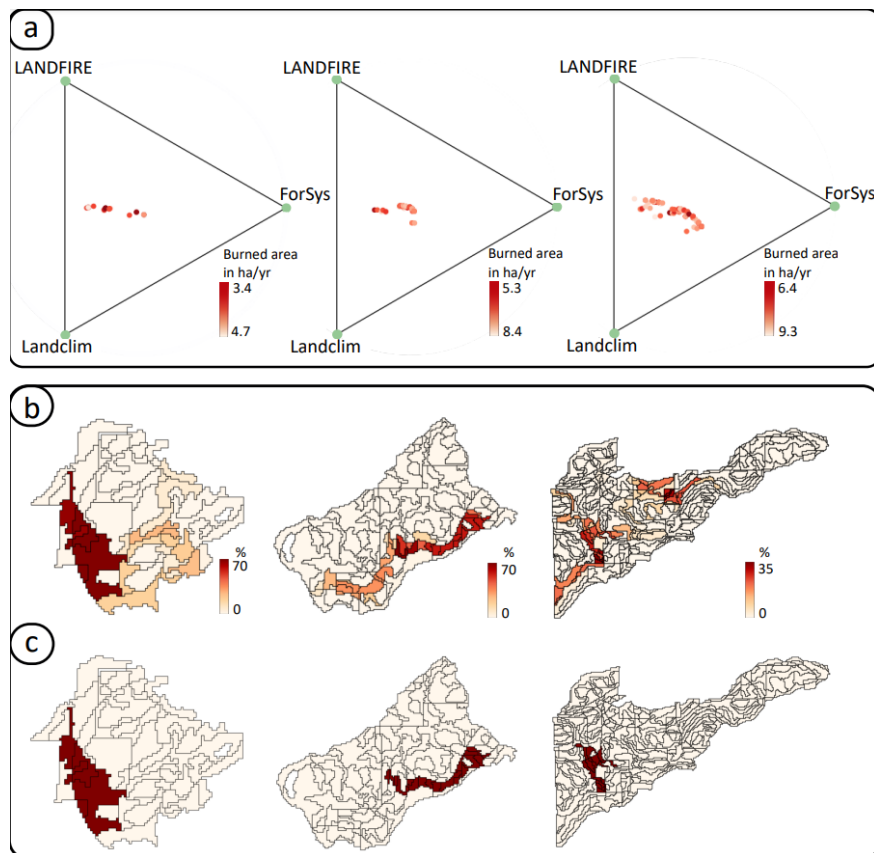 a
LANDFIRE
ForSys
Landclim
Burned area
in ha/yr
3.4
4.7
LANDFIRE
ForSys
Landclim
Burned area
in ha/yr
5.3
8.4
LANDFIRE
ForSys
Landclim
Burned area
in ha/yr
6.4
9.3
b
%
70
0
%
70
0
%
35
0
c